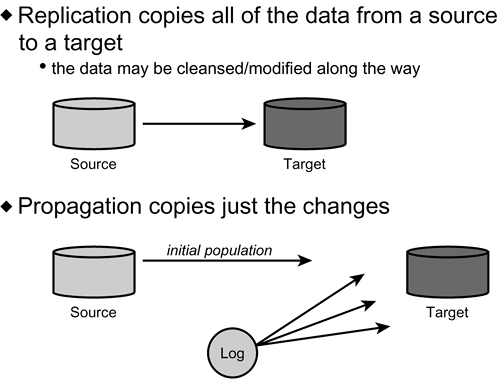 Replication copies all of the data from a source
to a target
• the data may be cleansed/modified along the way
Source
Target
Propagation copies just the changes
initial population
Source
Target
Log